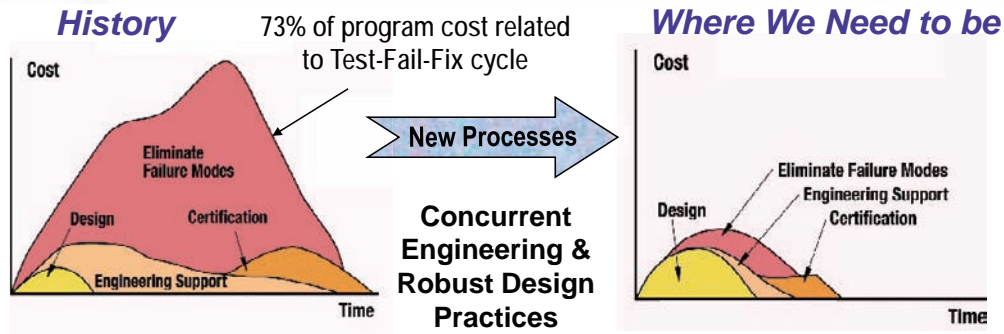 History
73% of program cost related
to Test-Fail-Fix cycle
Where We Need to be
Cost
Eliminate
Failure Modes
Design
Certification
Engineering Support
Time
New Processes
Concurrent
Engineering &
Robust Design
Practices
Cost
Eliminate Failure Modes
Engineering Support
Certification
Design
Time